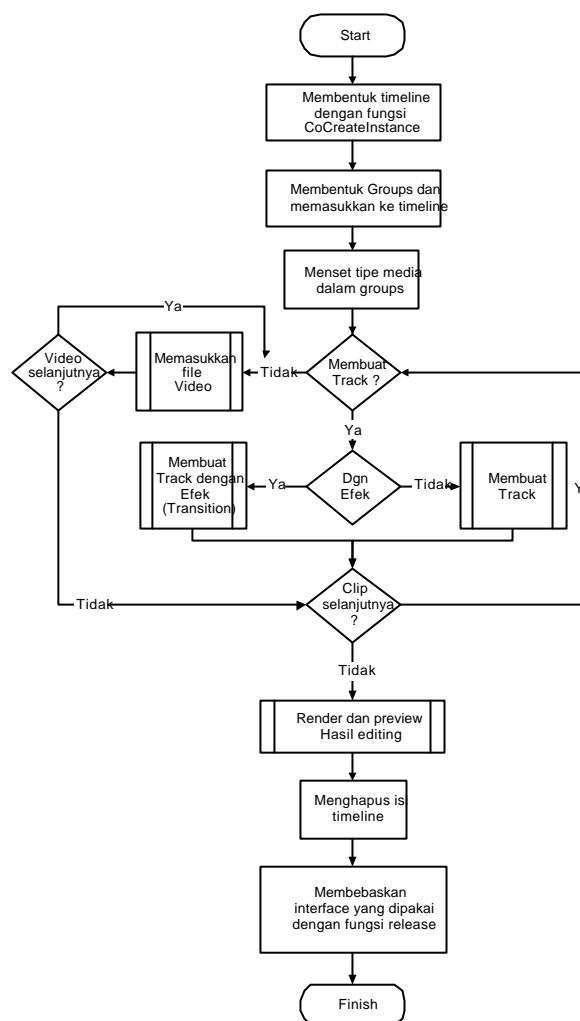 Start
Membentuk timeline
dengan fungsi
CoCreateInstance
Membentuk Groups dan
memasukkan ke timeline
Menset tipe media
dalam groups
Ya
Video
selanjutnya
?
Memasukkan
file
Video
Tidak
Membuat
Track ?
Ya
Membuat
Track dengan
Efek
(Transition)
Ya
Dgn
Efek
Tidak
Membuat
Track
Y
Tidak
Clip
selanjutnya
?
Tidak
Render dan preview
Hasil editing
Menghapus isi
timeline
Membebaskan
interface yang dipakai
dengan fungsi release
Finish